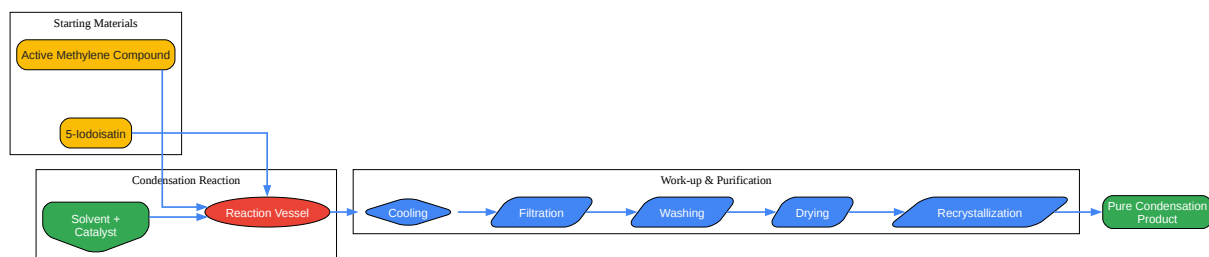 Starting Materials
Active Methylene Compound
5-Iodoisatin
Condensation Reaction
Solvent +
Catalyst
Reaction Vessel
Work-up & Purification
Cooling
Filtration
Washing
Drying
Recrystallization
Pure Condensation
Product